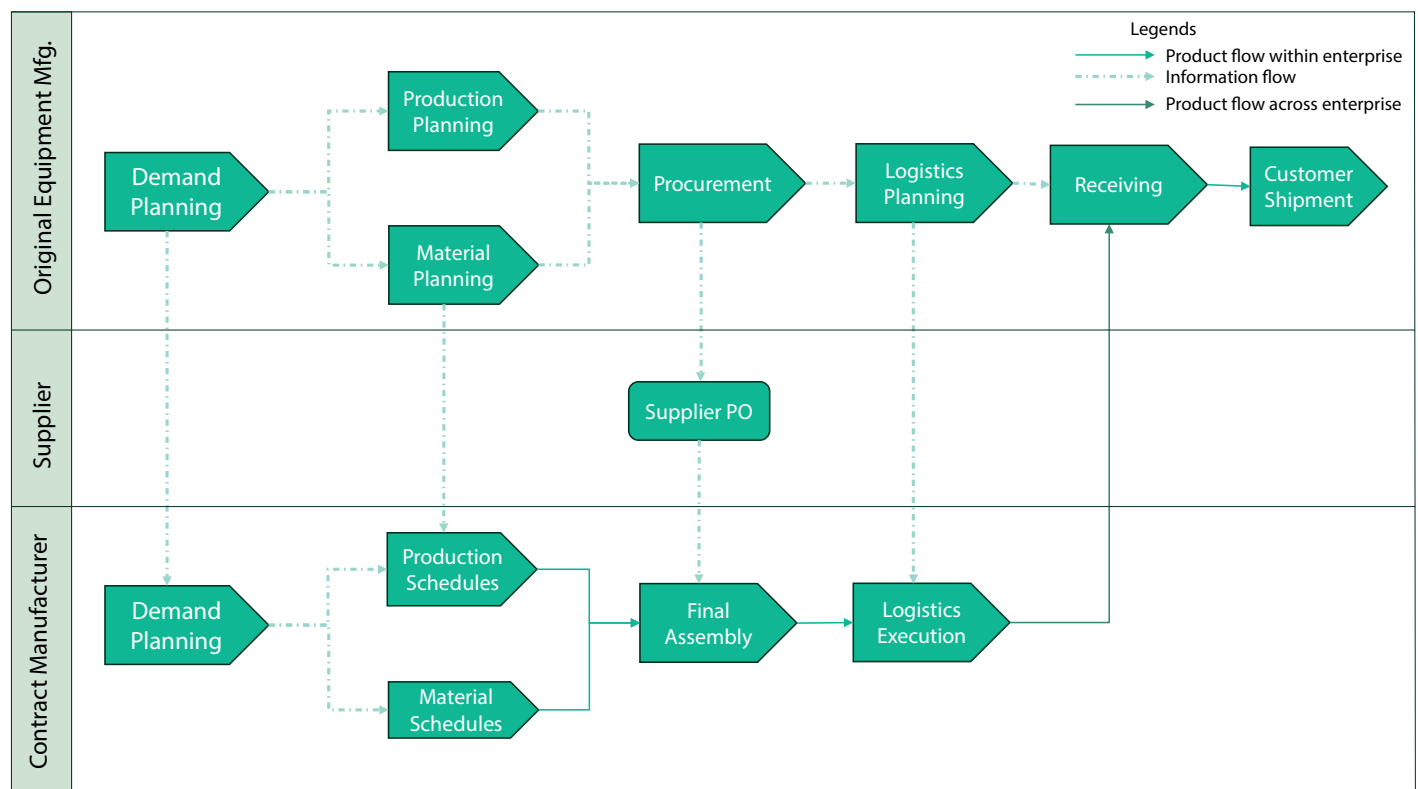 Legends
Product flow within enterprise
Information flow
Product flow across enterprise
Original Equipment Mfg.
Demand
Planning
Production
Planning
Material
Planning
Procurement
Logistics
Planning
Receiving
Customer
Shipment
Supplier
Supplier PO
Contract Manufacturer
Demand
Planning
Production
Schedules
Material
Schedules
Final
Assembly
Logistics
Execution